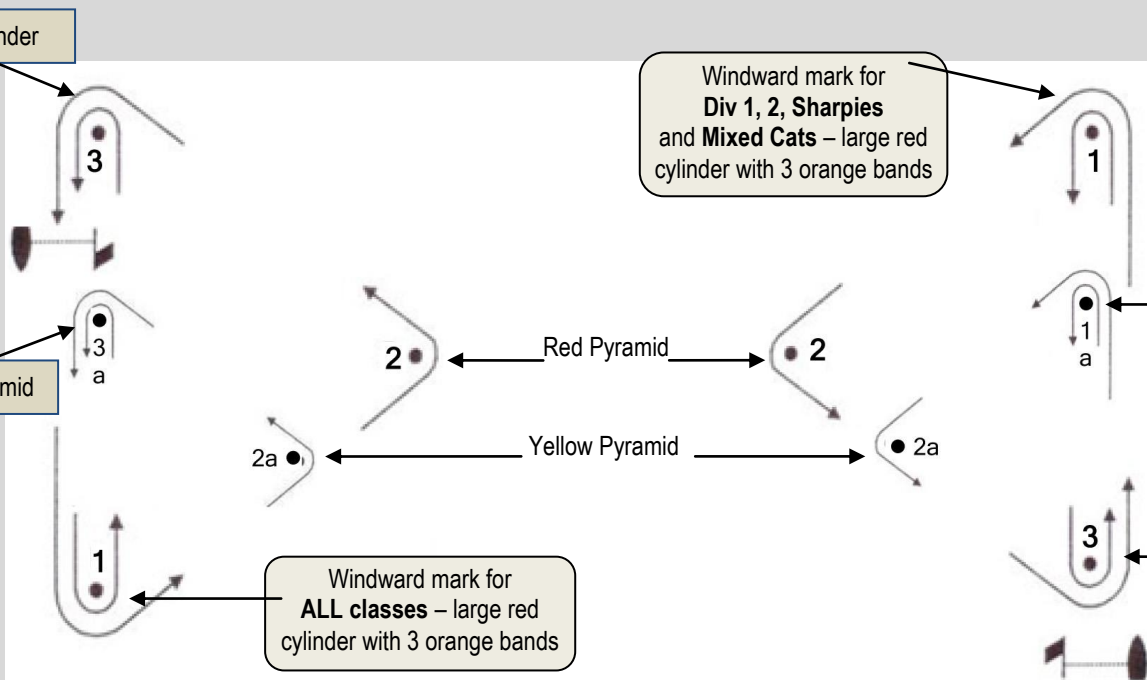 nder
Windward mark for
Div 1, 2, Sharpies
and Mixed Cats – large red
cylinder with 3 orange bands
3
1
3
a
1
a
2
Red Pyramid
2
mid
2a
Yellow Pyramid
2a
1
3
Windward mark for
ALL classes – large red
cylinder with 3 orange bands